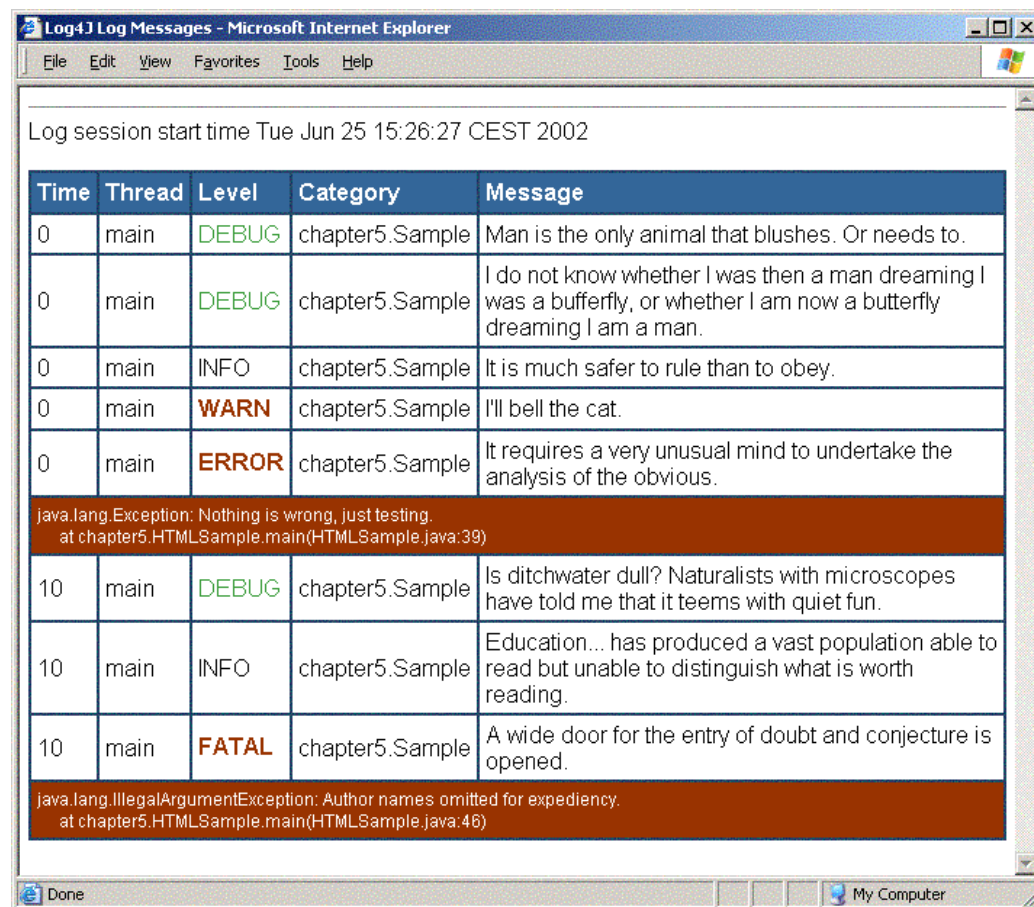 Log4J Log Messages - Microsoft Internet Explorer
File Edit View Favorites Tools Help
Log session start time Tue Jun 25 15:26:27 CEST 2002
Time Thread Level Category Message
0 main DEBUG chapter5.Sample Man is the only animal that blushes. Or needs to.
0 main DEBUG chapter5.Sample I do not know whether I was then a man dreaming I
was a bufferfly, or whether I am now a butterfly
dreaming I am a man.
0 main INFO chapter5.Sample It is much safer to rule than to obey.
0 main WARN chapter5.Sample I'll bell the cat.
0 main ERROR chapter5.Sample It requires a very unusual mind to undertake the
analysis of the obvious.
java.lang.Exception: Nothing is wrong, just testing.
at chapter5.HTMLSample.main(HTMLSample.java:39)
10 main DEBUG chapter5.Sample Is ditchwater dull? Naturalists with microscopes
have told me that it teems with quiet fun.
10 main INFO chapter5.Sample Education... has produced a vast population able to
read but unable to distinguish what is worth
reading.
10 main FATAL chapter5.Sample A wide door for the entry of doubt and conjecture is
opened.
java.lang.IllegalArgumentException: Author names omitted for expediency.
at chapter5.HTMLSample.main(HTMLSample.java:46)
Done My Computer